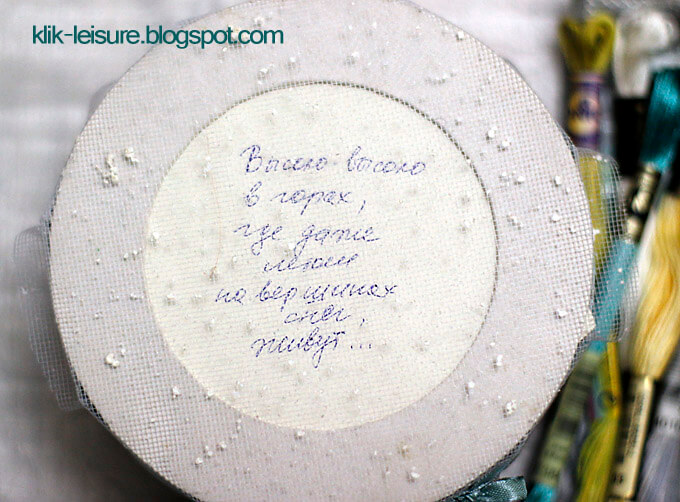 klik-leisure.blogspot.com
Высоко-высоко
в горах,
где даже
летом
на вершинах
снег,
живут...